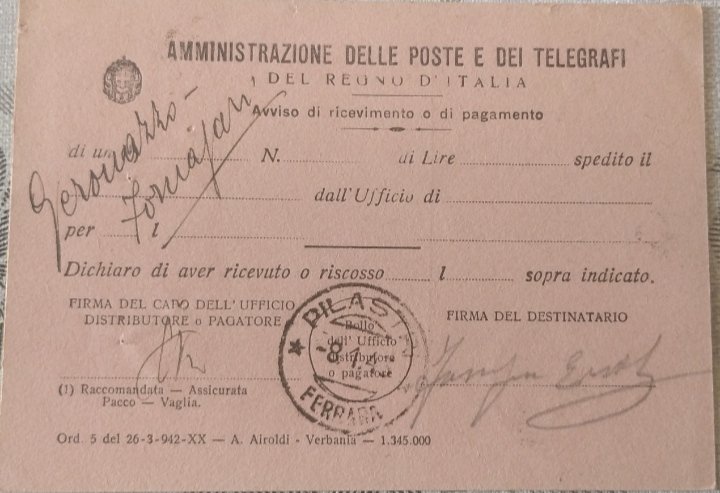 AMMINISTRAZIONE DELLE POSTE E DEI TELEGRAFI
DEL REGNO D'ITALIA
Avviso di ricevimento o di pagamento
di un N. di Lire spedito il
dall'Ufficio di
per l
Dichiaro di aver ricevuto o riscosso l sopra indicato.
FIRMA DEL CAPO DELL'UFFICIO
DISTRIBUTORE o PAGATORE
FIRMA DEL DESTINATARIO
Bollo
dell'Ufficio
distributore
o pagatore
FERRARA
(1) Raccomandata — Assicurata
Pacco — Vaglia.
Ord. 5 del 26-3-942-XX — A. Airoldi - Verbania — 1.345.000